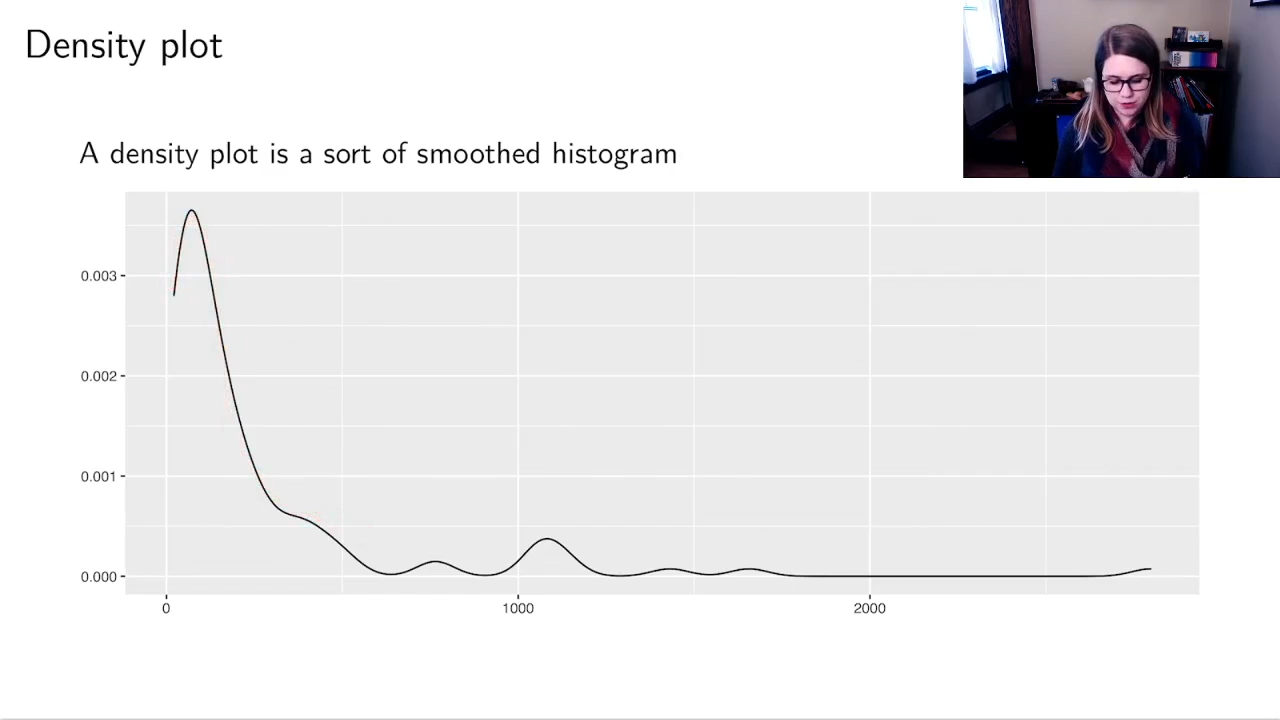 Density plot
A density plot is a sort of smoothed histogram
0.003
0.002
0.001
0.000
0 1000 2000